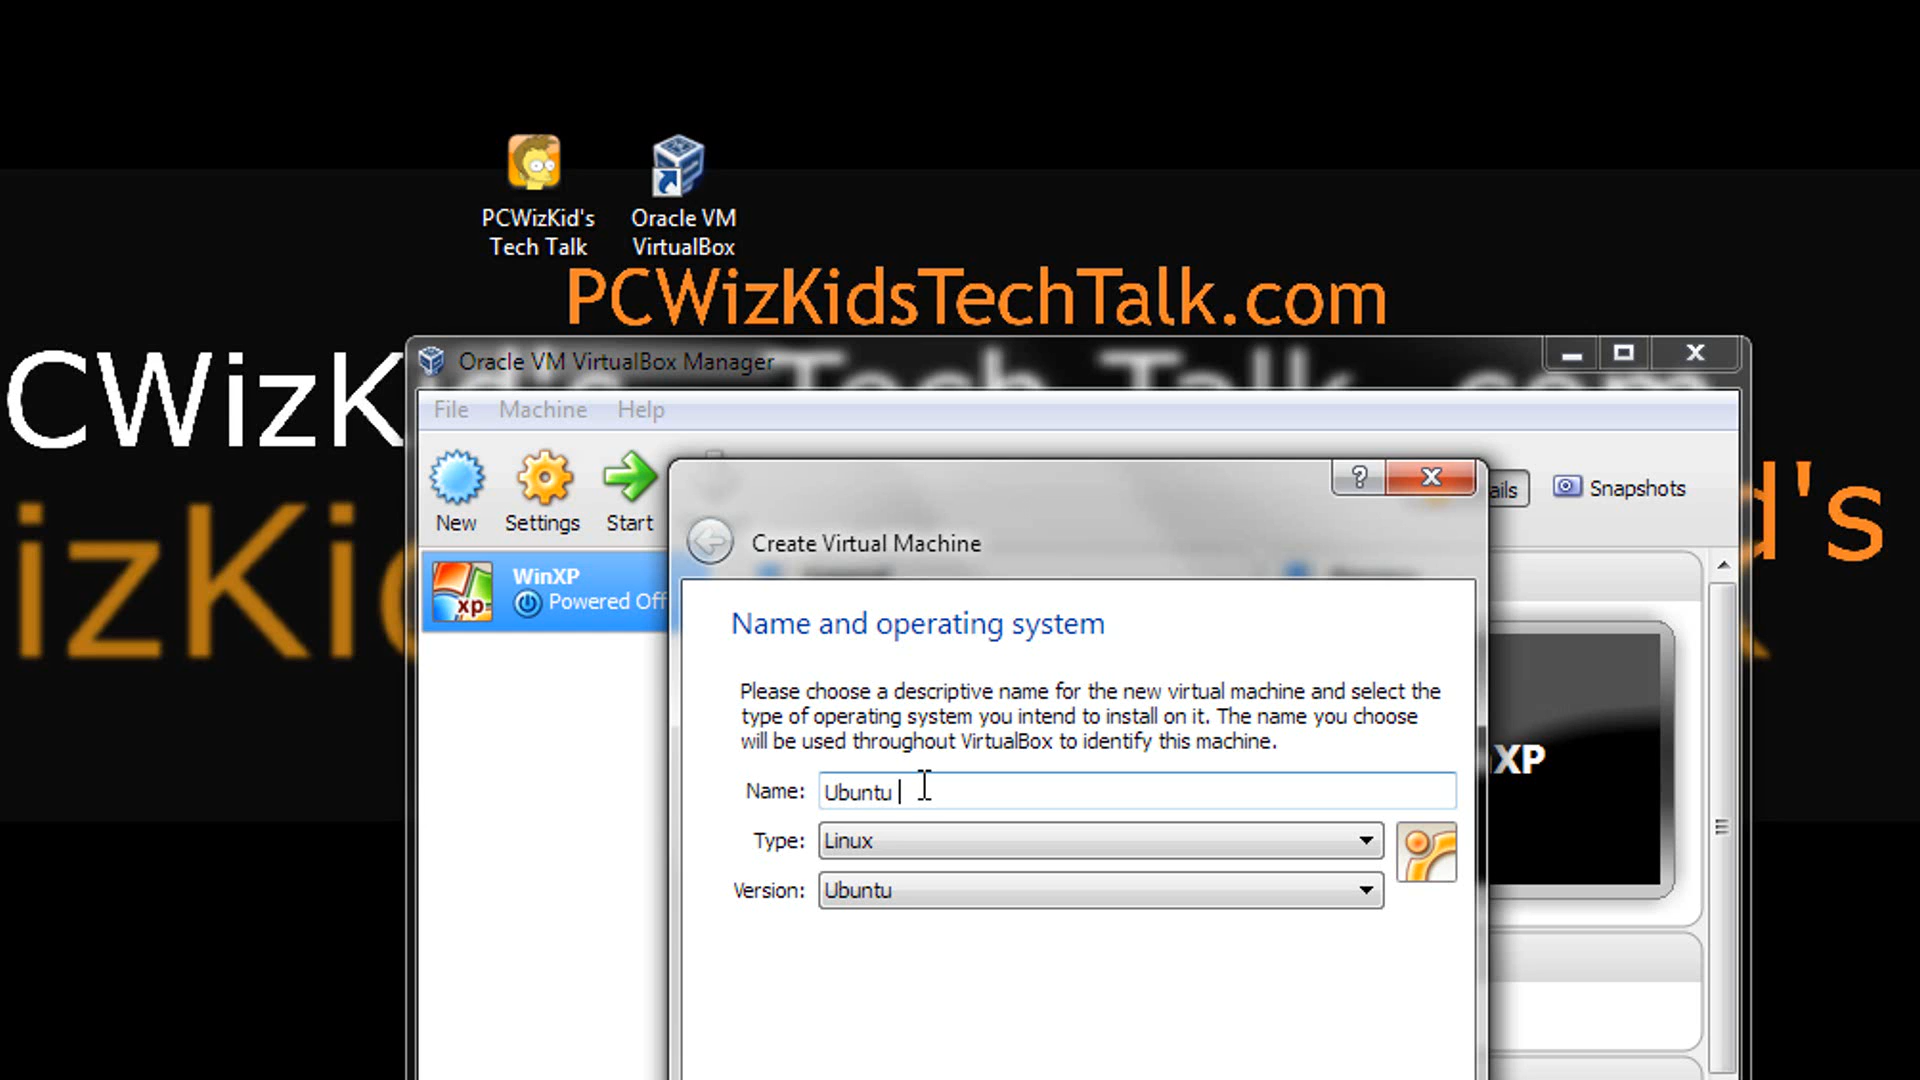 PCWizKid's
Tech Talk
Oracle VM
VirtualBox
PCWizKidsTechTalk.com
CWizK
Oracle VM VirtualBox Manager
File Machine Help
New Settings Start
ails Snapshots
d's
izKi
Create Virtual Machine
WinXP
Powered Off
xp
Name and operating system
Please choose a descriptive name for the new virtual machine and select the
type of operating system you intend to install on it. The name you choose
will be used throughout VirtualBox to identify this machine.
XP
Name: Ubuntu
Type: Linux
Version: Ubuntu